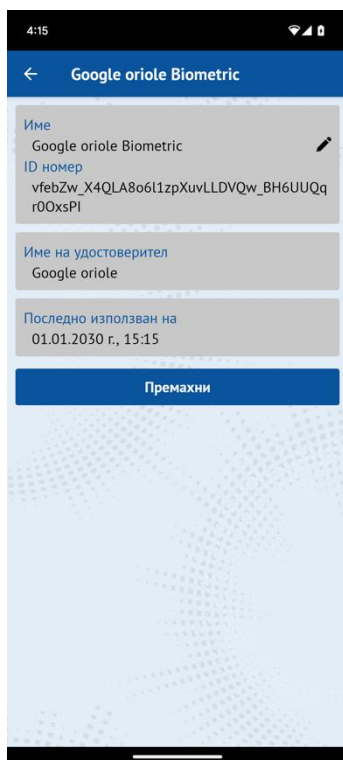 4:15
Google oriole Biometric
Име
Google oriole Biometric
ID номер
vfebZw_X4QLA8o6l1zpXuvLLDVQw_BH6UUQq
r0OxsPI
Име на удостоверител
Google oriole
Последно използван на
01.01.2030 г., 15:15
Премахни